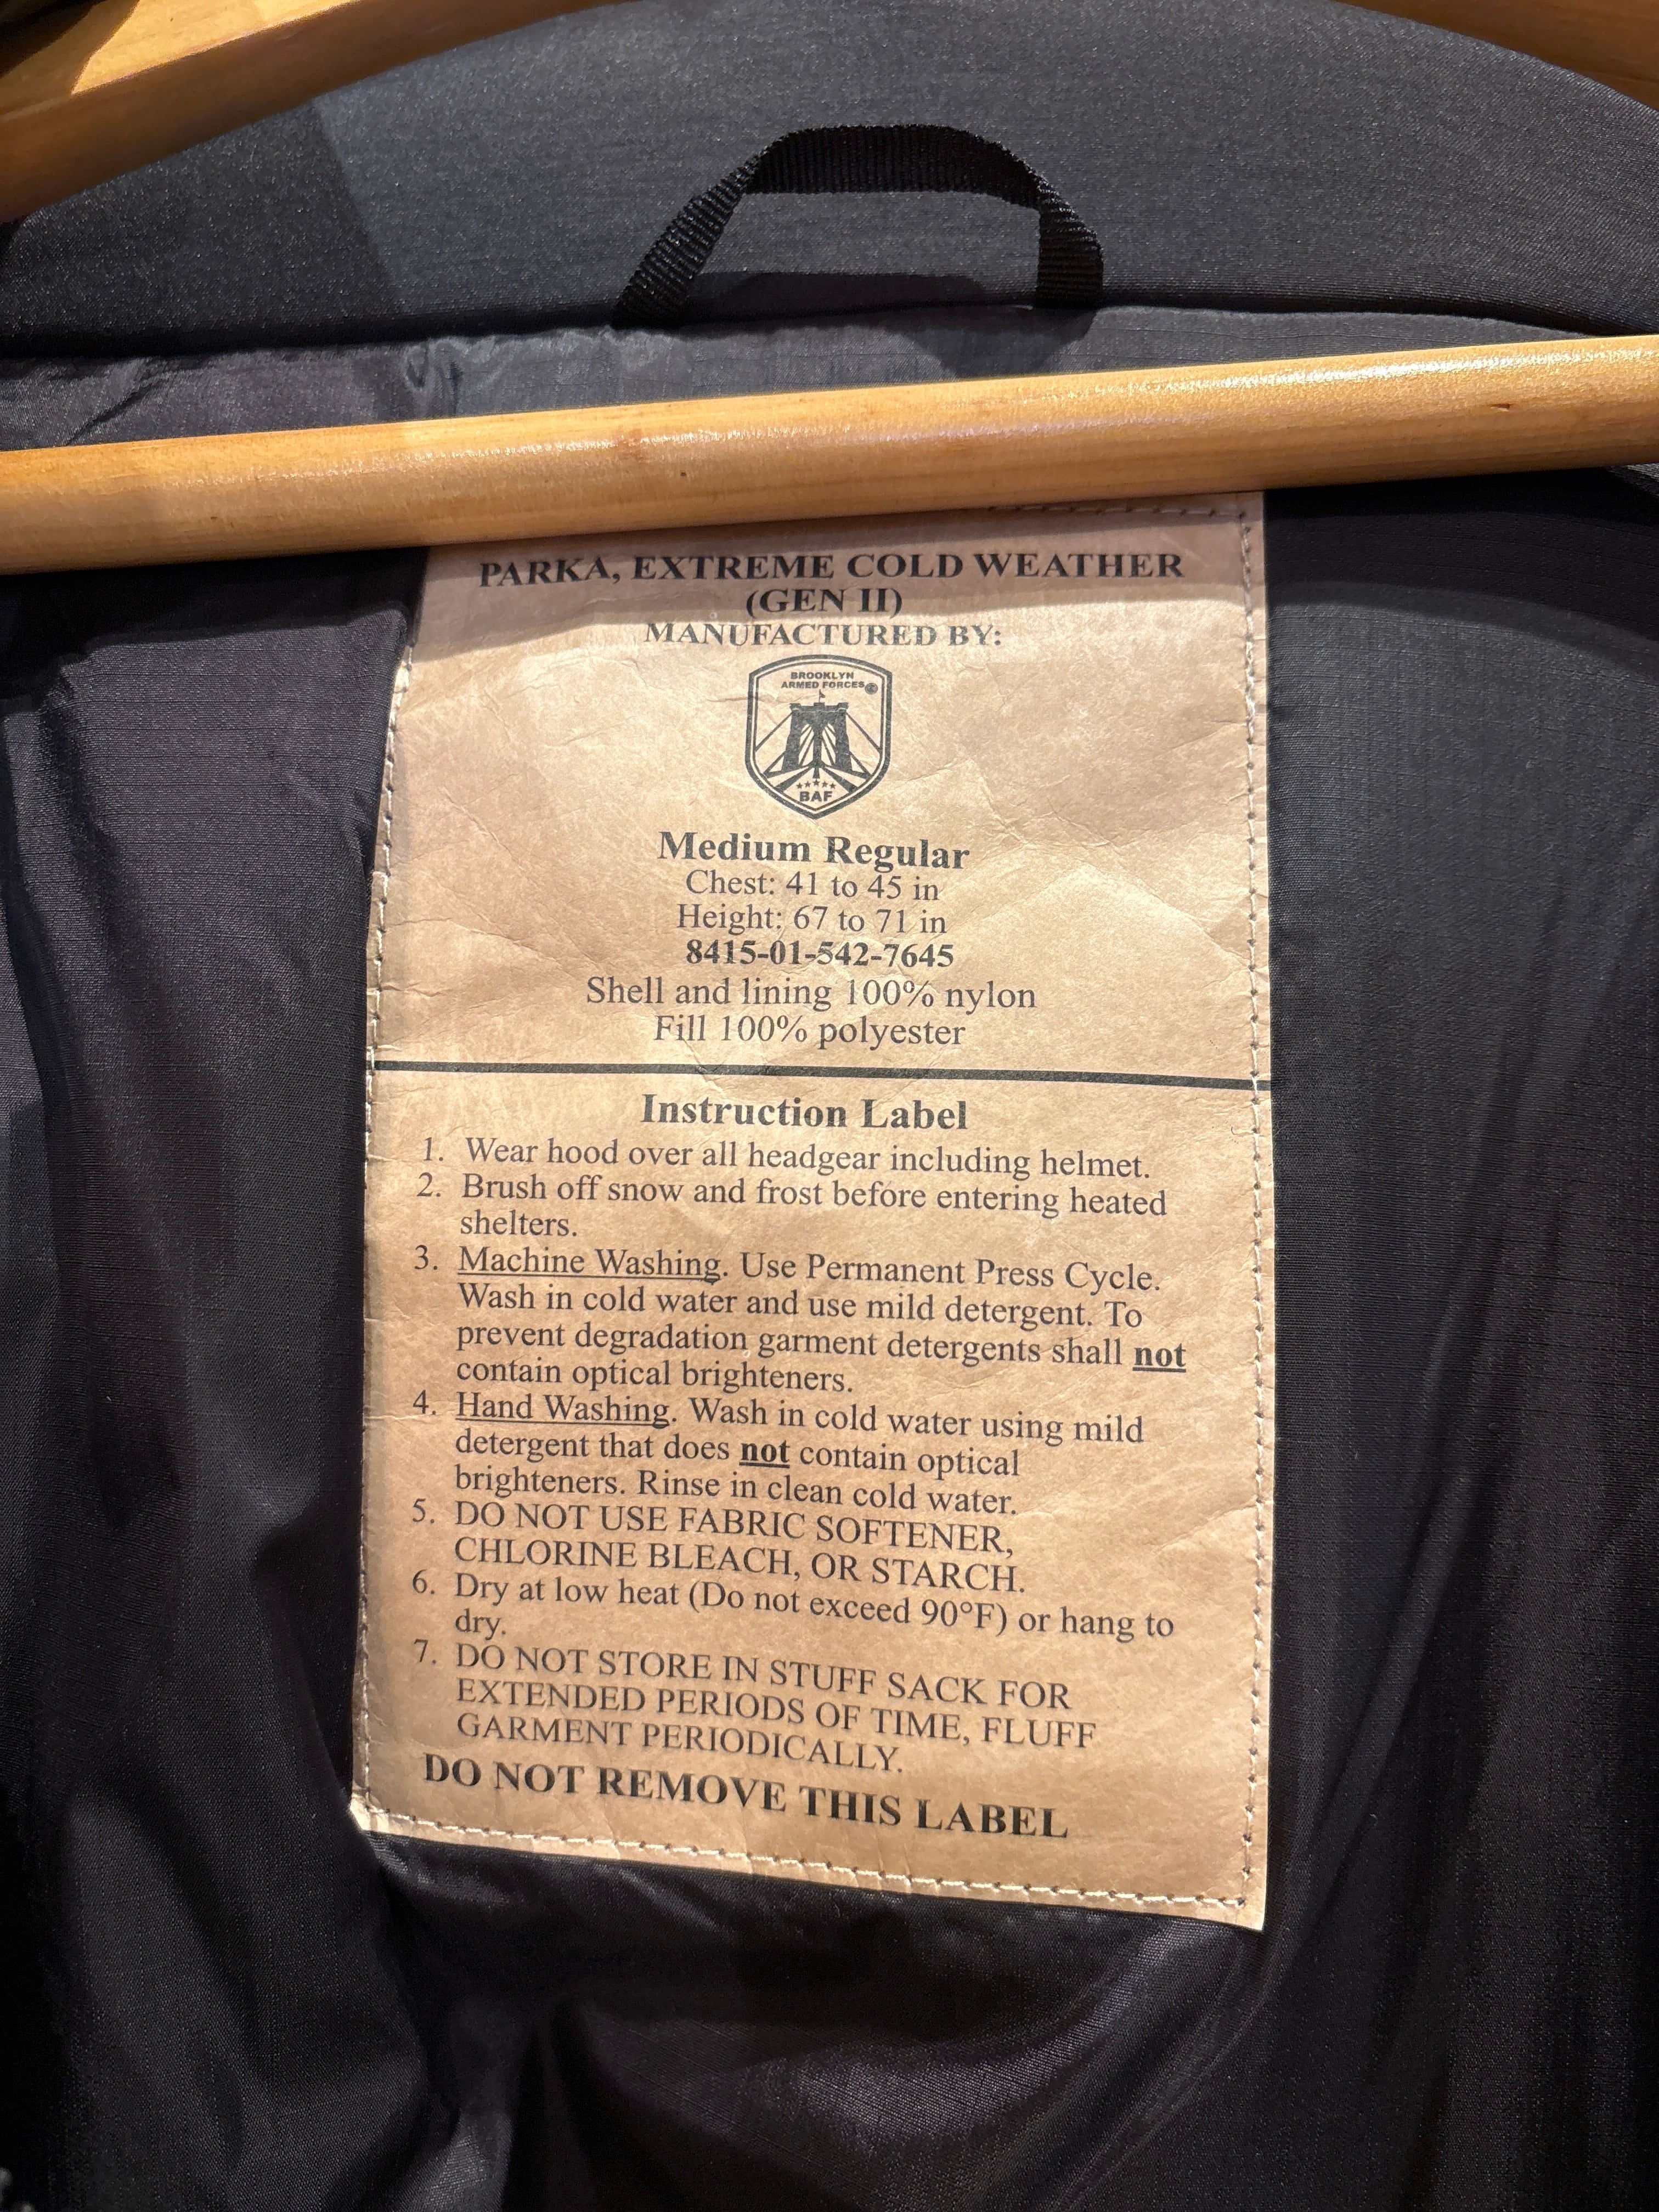 PARKA, EXTREME COLD WEATHER
(GEN II)
MANUFACTURED BY:
BROOKLYN
ARMED FORCES
BAF
Medium Regular
Chest: 41 to 45 in
Height: 67 to 71 in
8415-01-542-7645
Shell and lining 100% nylon
Fill 100% polyester
Instruction Label
1. Wear hood over all headgear including helmet.
2. Brush off snow and frost before entering heated
shelters.
3. Machine Washing. Use Permanent Press Cycle.
Wash in cold water and use mild detergent. To
prevent degradation garment detergents shall not
contain optical brighteners.
4. Hand Washing. Wash in cold water using mild
detergent that does not contain optical
brighteners. Rinse in clean cold water.
5. DO NOT USE FABRIC SOFTENER,
CHLORINE BLEACH, OR STARCH.
6. Dry at low heat (Do not exceed 90°F) or hang to
dry.
7. DO NOT STORE IN STUFF SACK FOR
EXTENDED PERIODS OF TIME, FLUFF
GARMENT PERIODICALLY.
DO NOT REMOVE THIS LABEL